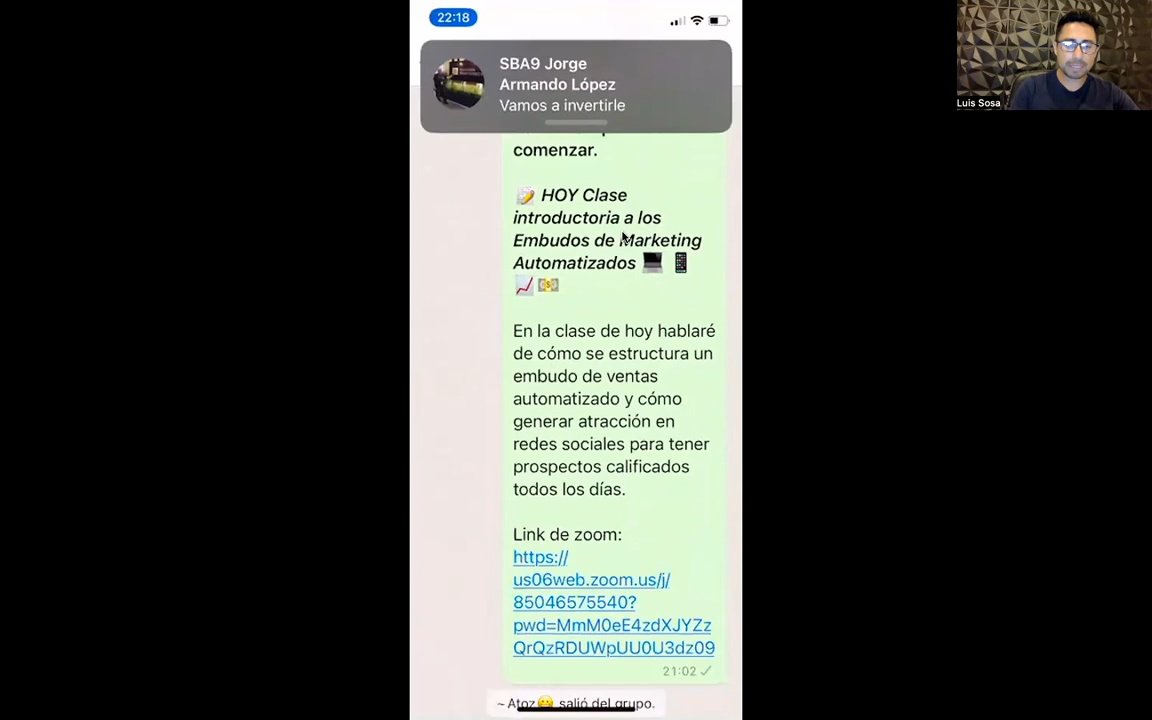 22:18
SBA9 Jorge
Armando López
Vamos a invertirle
comenzar.
📝 HOY Clase
introductoria a los
Embudos de Marketing
Automatizados 💻 📱
📈 💵
En la clase de hoy hablaré
de cómo se estructura un
embudo de ventas
automatizado y cómo
generar atracción en
redes sociales para tener
prospectos calificados
todos los días.
Link de zoom:
https://
us06web.zoom.us/j/
85046575540?
pwd=MmM0eE4zdXJYZz
QrQzRDUWpUU0U3dz09
21:02
~ Atoz salió del grupo.
Luis Sosa